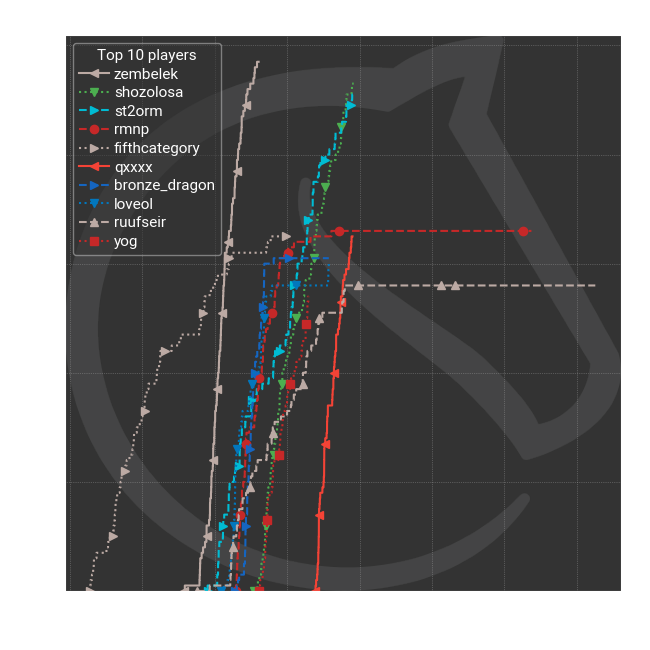 Top 10 players
zembelek
shozolosa
st2orm
rmnp
fifthcategory
qxxxx
bronze_dragon
loveol
ruufseir
yog